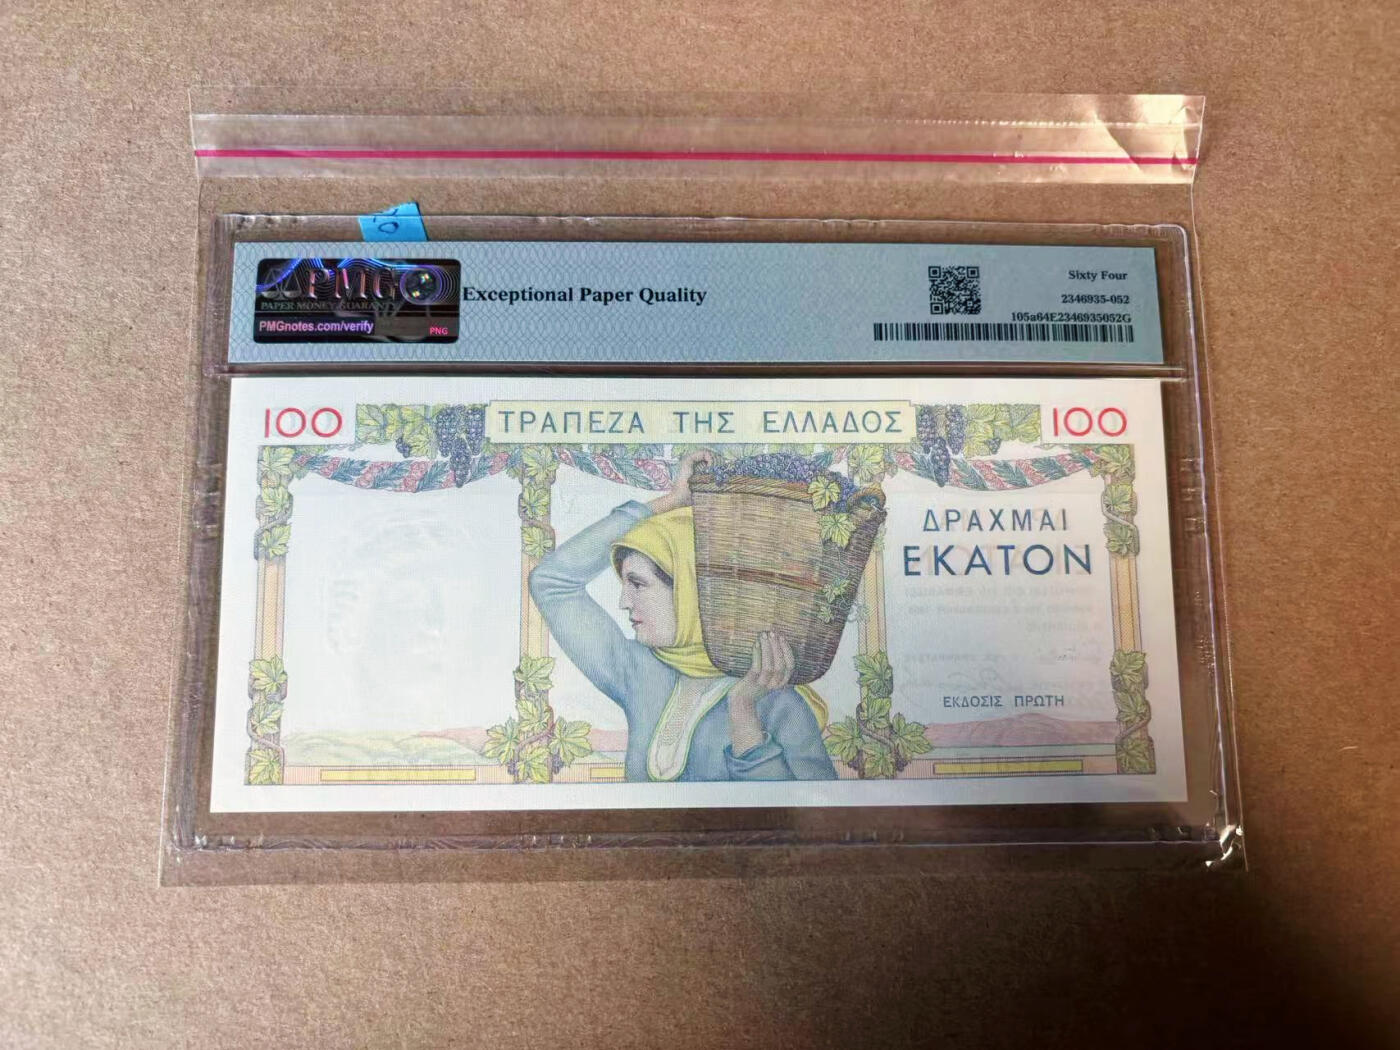 PMG
PAPER MONEY GUARANTY
PMGnotes.com/verify
PNG
Exceptional Paper Quality
Sixty Four
2346935-052
105a64E2346935052G
100
ΤΡΑΠΕΖΑ ΤΗΣ ΕΛΛΑΔΟΣ
100
ΔΡΑΧΜΑΙ
ΕΚΑΤΟΝ
ΕΚΔΟΣΙΣ ΠΡΩΤΗ